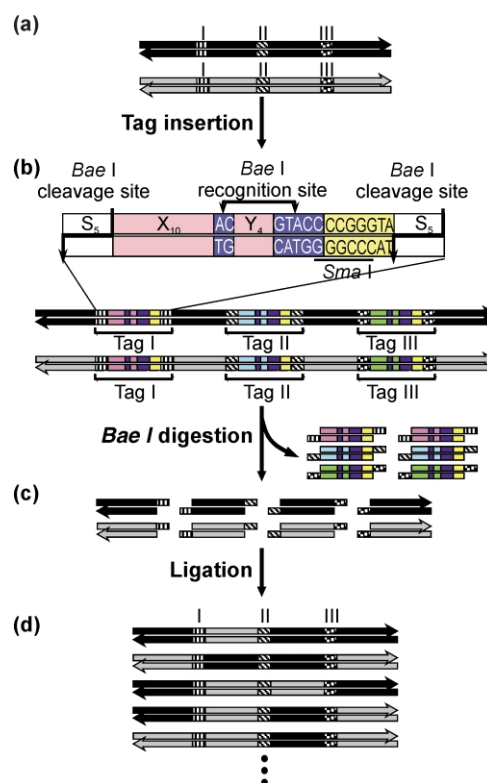 (a)
I II III
I II III
Tag insertion
(b)
Bae I Bae I Bae I
cleavage site recognition site cleavage site
S5 X10 AC Y4 GTACC CCGGGTA S5
TG CATGG GGCCCAT
Sma I
Tag I Tag II Tag III
Tag I Tag II Tag III
Bae I digestion
(c)
Ligation
I II III
(d)